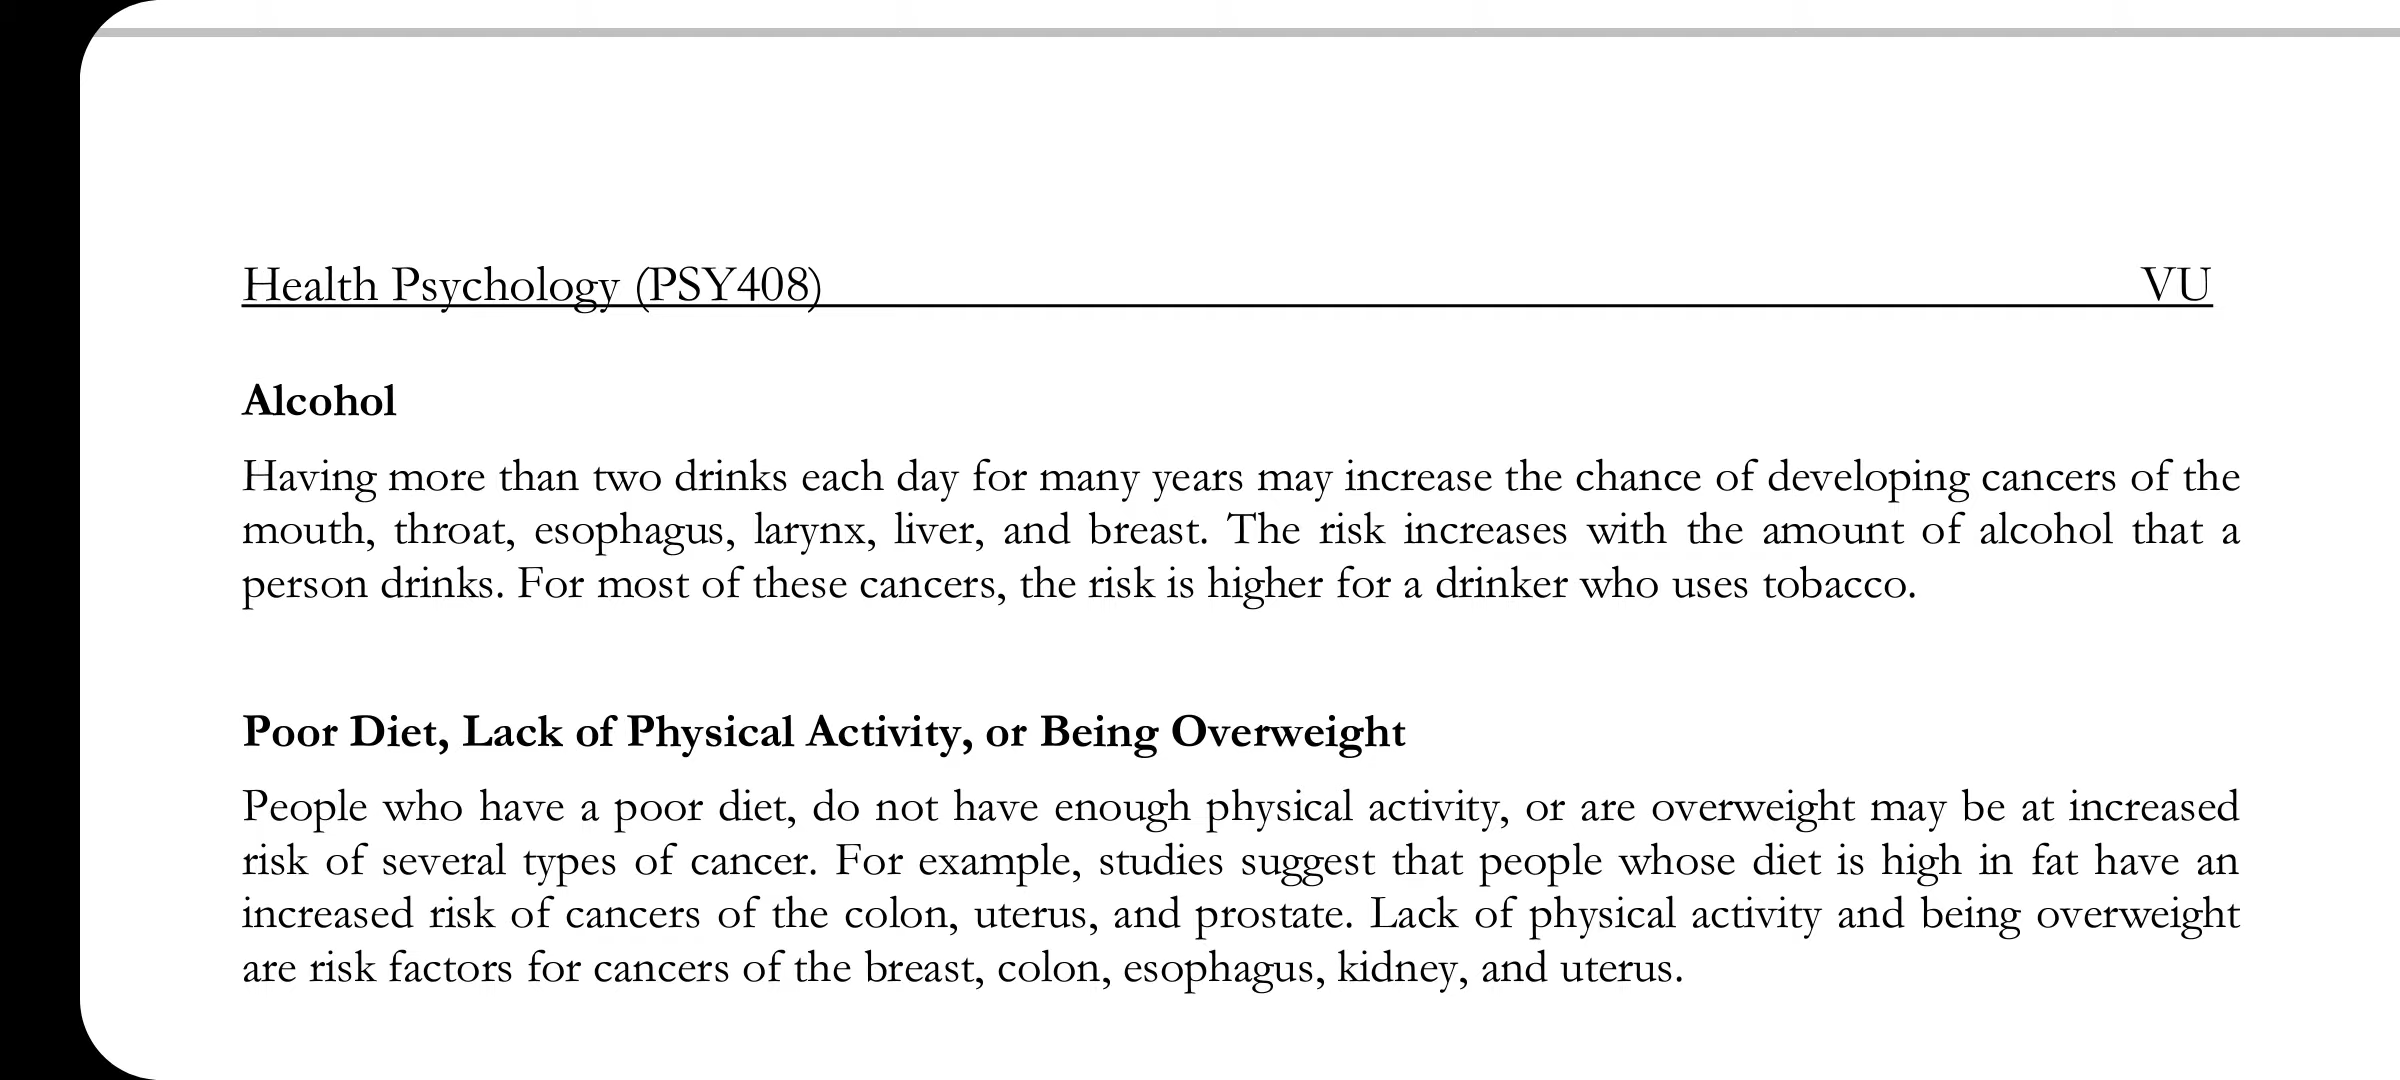 Health Psychology (PSY408) VU
Alcohol
Having more than two drinks each day for many years may increase the chance of developing cancers of the
mouth, throat, esophagus, larynx, liver, and breast. The risk increases with the amount of alcohol that a
person drinks. For most of these cancers, the risk is higher for a drinker who uses tobacco.
Poor Diet, Lack of Physical Activity, or Being Overweight
People who have a poor diet, do not have enough physical activity, or are overweight may be at increased
risk of several types of cancer. For example, studies suggest that people whose diet is high in fat have an
increased risk of cancers of the colon, uterus, and prostate. Lack of physical activity and being overweight
are risk factors for cancers of the breast, colon, esophagus, kidney, and uterus.